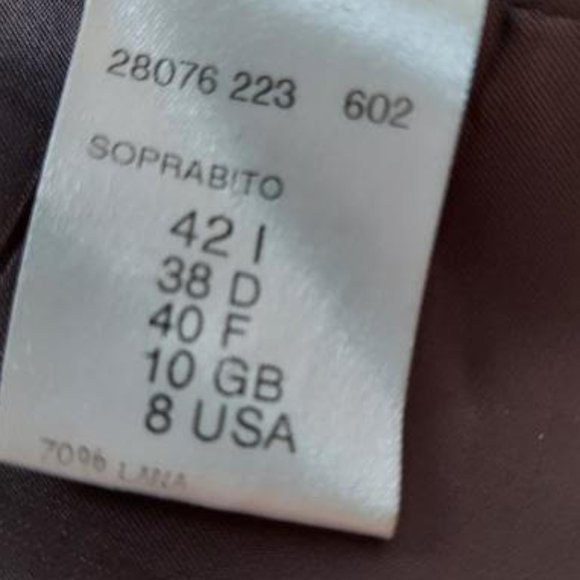 28076 223 602
SOPRABITO
42 I
38 D
40 F
10 GB
8 USA
70% LANA